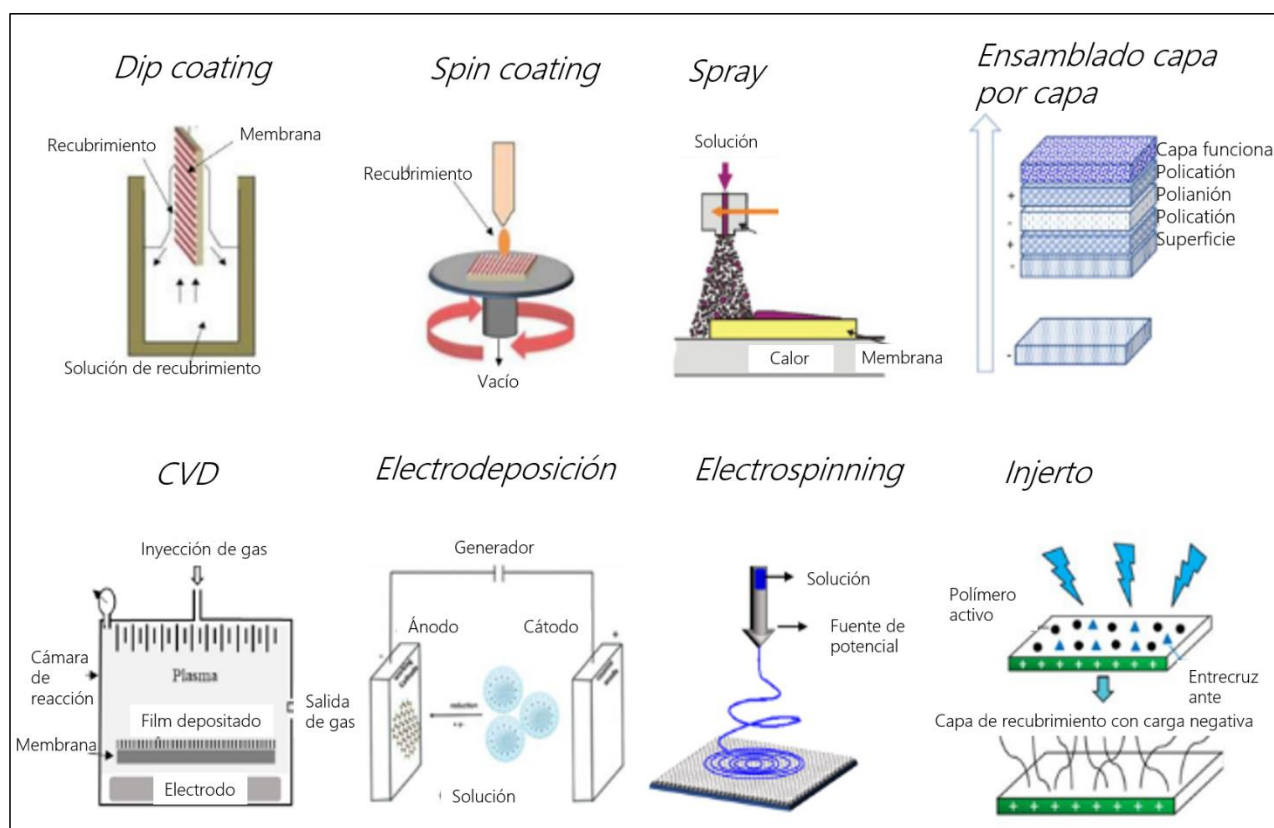 Dip coating
Membrana
Recubrimiento
Solución de recubrimiento
Spin coating
Recubrimiento
Vacío
Spray
Solución
Calor
Membrana
Ensamblado capa
por capa
Capa funciona
Policatión
Polianión
Policatión
Superficie
+
-
+
-
-
CVD
Inyección de gas
Cámara
de
reacción
Plasma
Salida
de gas
Film depositado
Membrana
Electrodo
Electrodeposición
Generador
Ánodo
Cátodo
-
+
reduction
Solución
Electrospinning
Solución
Fuente de
potencial
Injerto
Polímero
activo
Entrecruz
ante
+ + + + + + + + +
Capa de recubrimiento con carga negativa
+ + + + + + + + +